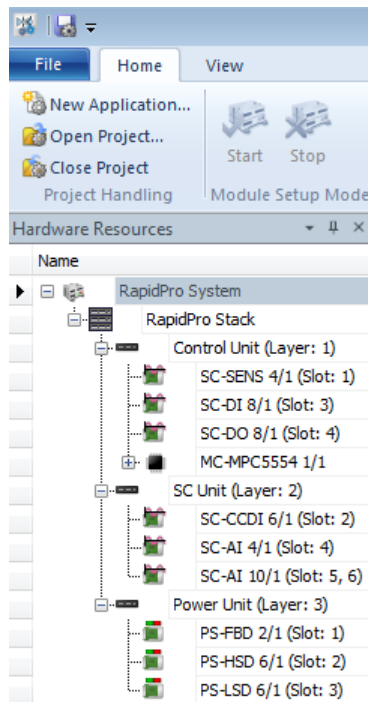 File Home View
New Application...
Open Project...
Close Project
Start Stop
Project Handling Module Setup Mode
Hardware Resources
Name
RapidPro System
RapidPro Stack
Control Unit (Layer: 1)
SC-SENS 4/1 (Slot: 1)
SC-DI 8/1 (Slot: 3)
SC-DO 8/1 (Slot: 4)
MC-MPC5554 1/1
SC Unit (Layer: 2)
SC-CCDI 6/1 (Slot: 2)
SC-AI 4/1 (Slot: 4)
SC-AI 10/1 (Slot: 5, 6)
Power Unit (Layer: 3)
PS-FBD 2/1 (Slot: 1)
PS-HSD 6/1 (Slot: 2)
PS-LSD 6/1 (Slot: 3)